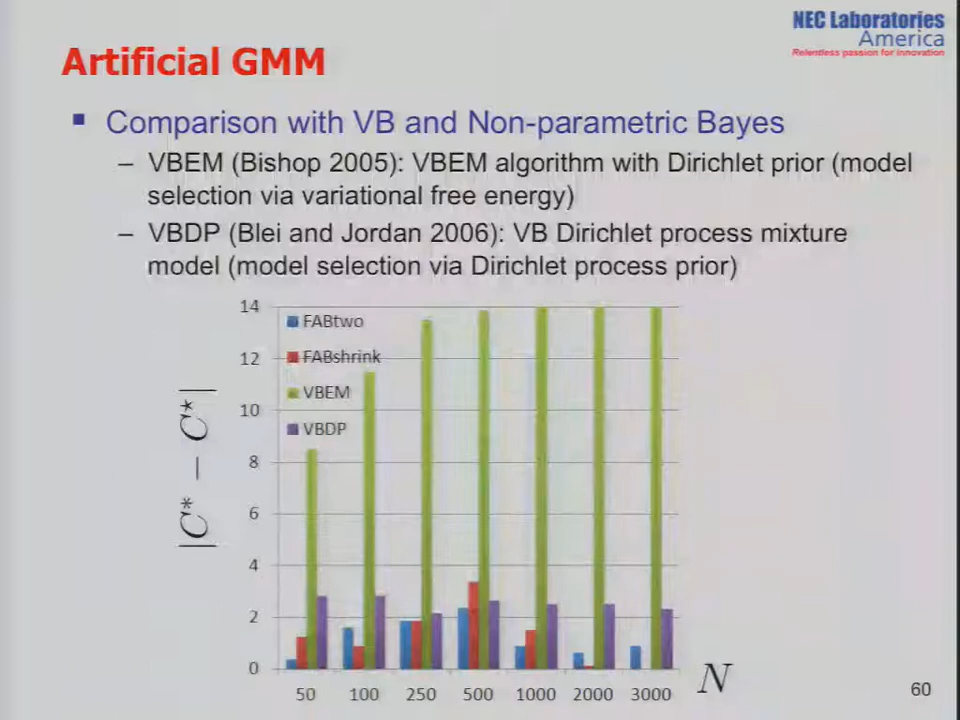 NEC Laboratories
America
Relentless passion for innovation
Artificial GMM
Comparison with VB and Non-parametric Bayes
– VBEM (Bishop 2005): VBEM algorithm with Dirichlet prior (model
selection via variational free energy)
– VBDP (Blei and Jordan 2006): VB Dirichlet process mixture
model (model selection via Dirichlet process prior)
14
12
10
8
6
4
2
0
|C* − C⋆|
FABtwo
FABshrink
VBEM
VBDP
50 100 250 500 1000 2000 3000
N
60